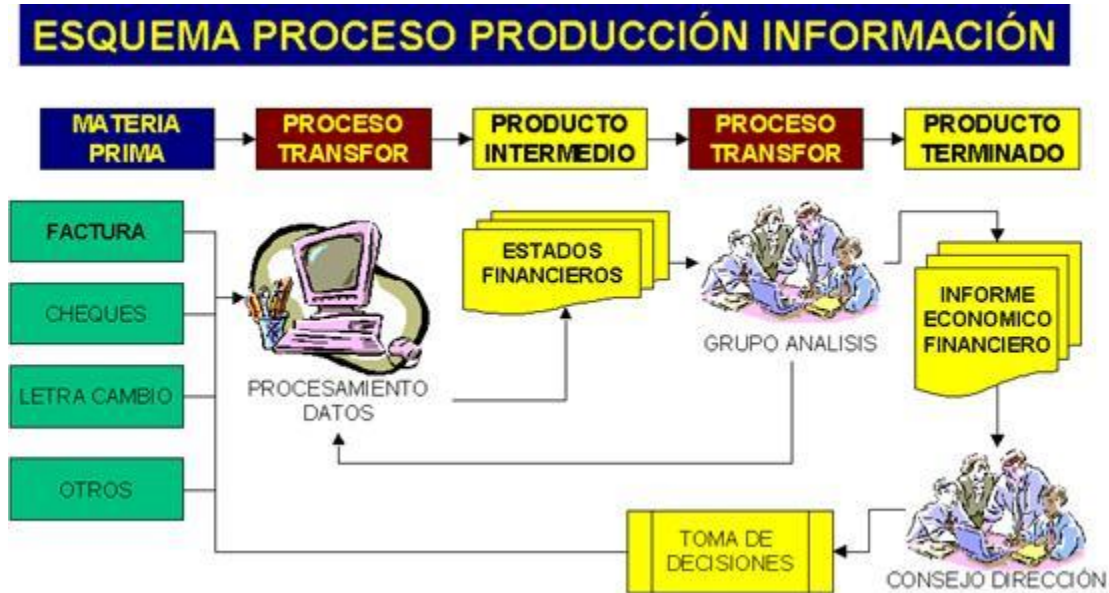 ESQUEMA PROCESO PRODUCCIÓN INFORMACIÓN
MATERIA
PRIMA
PROCESO
TRANSFOR
PRODUCTO
INTERMEDIO
PROCESO
TRANSFOR
PRODUCTO
TERMINADO
FACTURA
CHEQUES
LETRA CAMBIO
OTROS
PROCESAMIENTO
DATOS
ESTADOS
FINANCIEROS
GRUPO ANALISIS
INFORME
ECONOMICO
FINANCIERO
CONSEJO DIRECCIÓN
TOMA DE
DECISIONES